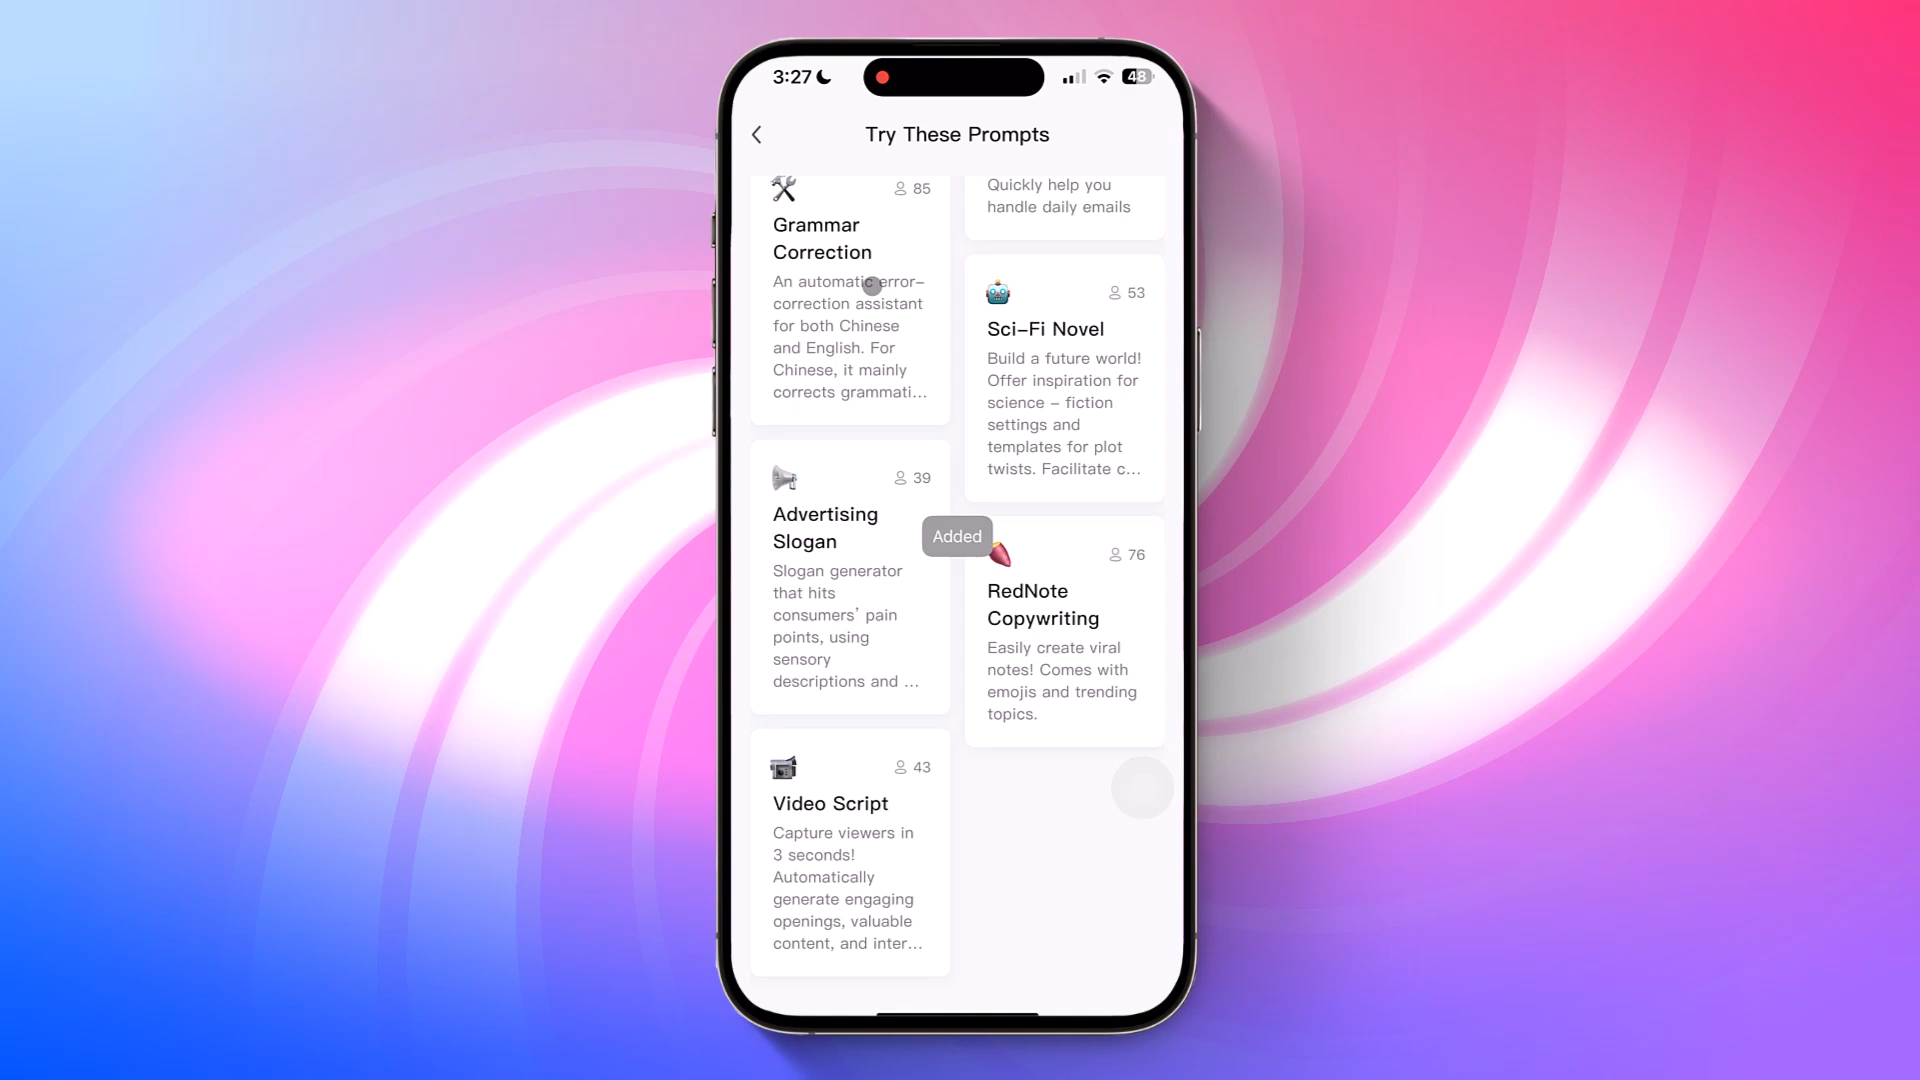 3:27
48
Try These Prompts
85
Grammar
Correction
An automatic error-
correction assistant
for both Chinese
and English. For
Chinese, it mainly
corrects grammati...
39
Advertising
Slogan
Slogan generator
that hits
consumers' pain
points, using
sensory
descriptions and ...
43
Video Script
Capture viewers in
3 seconds!
Automatically
generate engaging
openings, valuable
content, and inter...
Quickly help you
handle daily emails
53
Sci-Fi Novel
Build a future world!
Offer inspiration for
science - fiction
settings and
templates for plot
twists. Facilitate c...
Added
76
RedNote
Copywriting
Easily create viral
notes! Comes with
emojis and trending
topics.